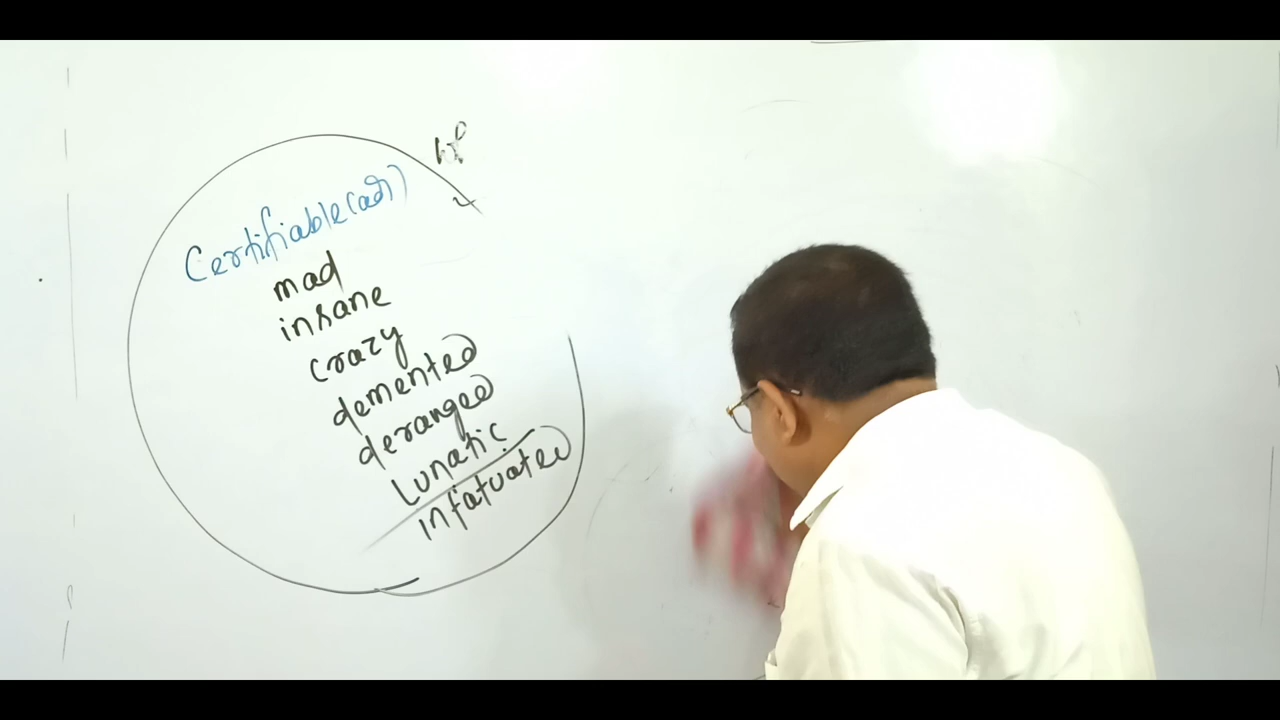 Certifiable (adj)
mad
insane
crazy
demented
deranged
Lunatic
infatuated